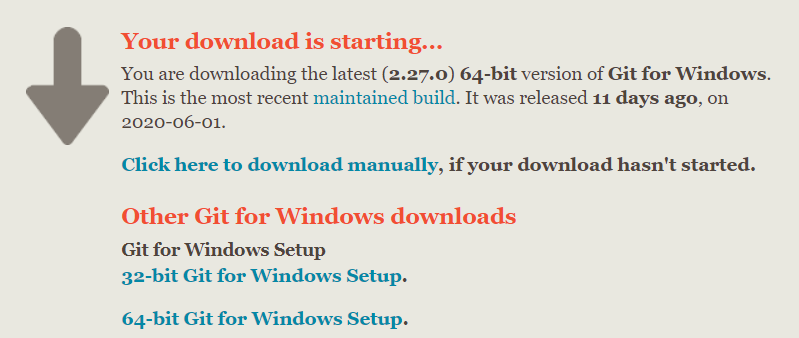 Your download is starting...
You are downloading the latest (2.27.0) 64-bit version of Git for Windows.
This is the most recent maintained build. It was released 11 days ago, on
2020-06-01.
Click here to download manually, if your download hasn't started.
Other Git for Windows downloads
Git for Windows Setup
32-bit Git for Windows Setup.
64-bit Git for Windows Setup.